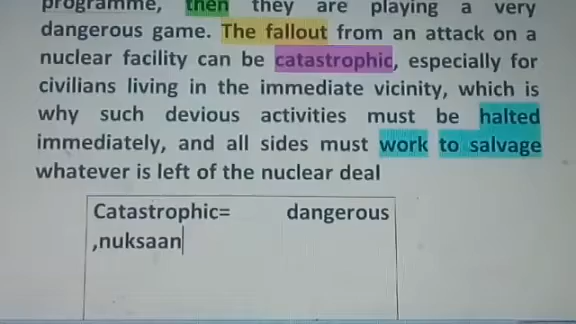 programme, then they are playing a very
dangerous game. The fallout from an attack on a
nuclear facility can be catastrophic, especially for
civilians living in the immediate vicinity, which is
why such devious activities must be halted
immediately, and all sides must work to salvage
whatever is left of the nuclear deal
Catastrophic= dangerous
,nuksaan